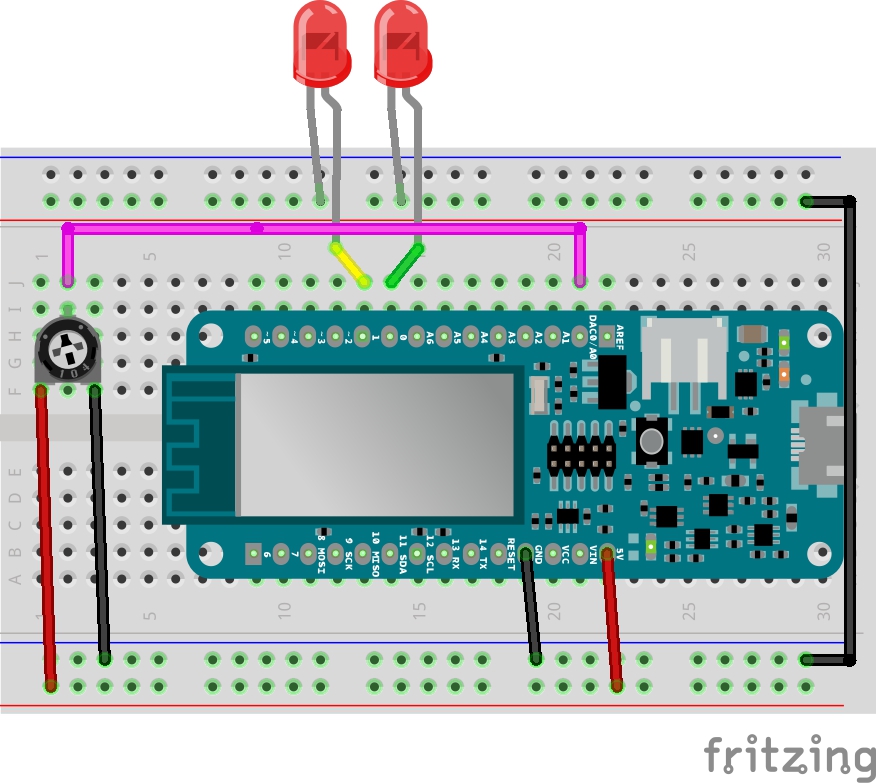 1 5 10 15 20 25 30
J
I
H
G
F
~5 ~4 ~3 ~2 1 0 A6 A5 A4 A3 A2 A1 DAC0/A0 AREF
104
E
D
C
B
A
6 7 8 MOSI 9 SCK 10 MISO 11 SDA 12 SCL 13 RX 14 TX RESET GND VCC VIN 5V
1 5 10 15 20 25 30
fritzing